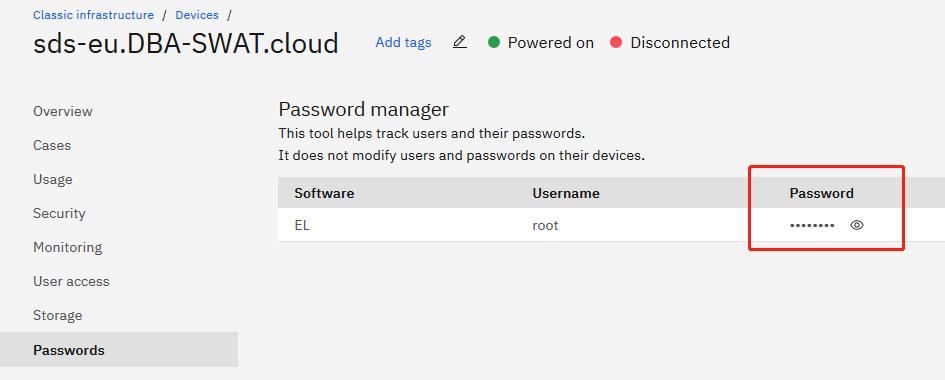 Classic infrastructure / Devices /
sds-eu.DBA-SWAT.cloud Add tags Powered on Disconnected
Overview
Cases
Usage
Security
Monitoring
User access
Storage
Passwords
Password manager
This tool helps track users and their passwords.
It does not modify users and passwords on their devices.
Software Username Password
EL root ••••••••